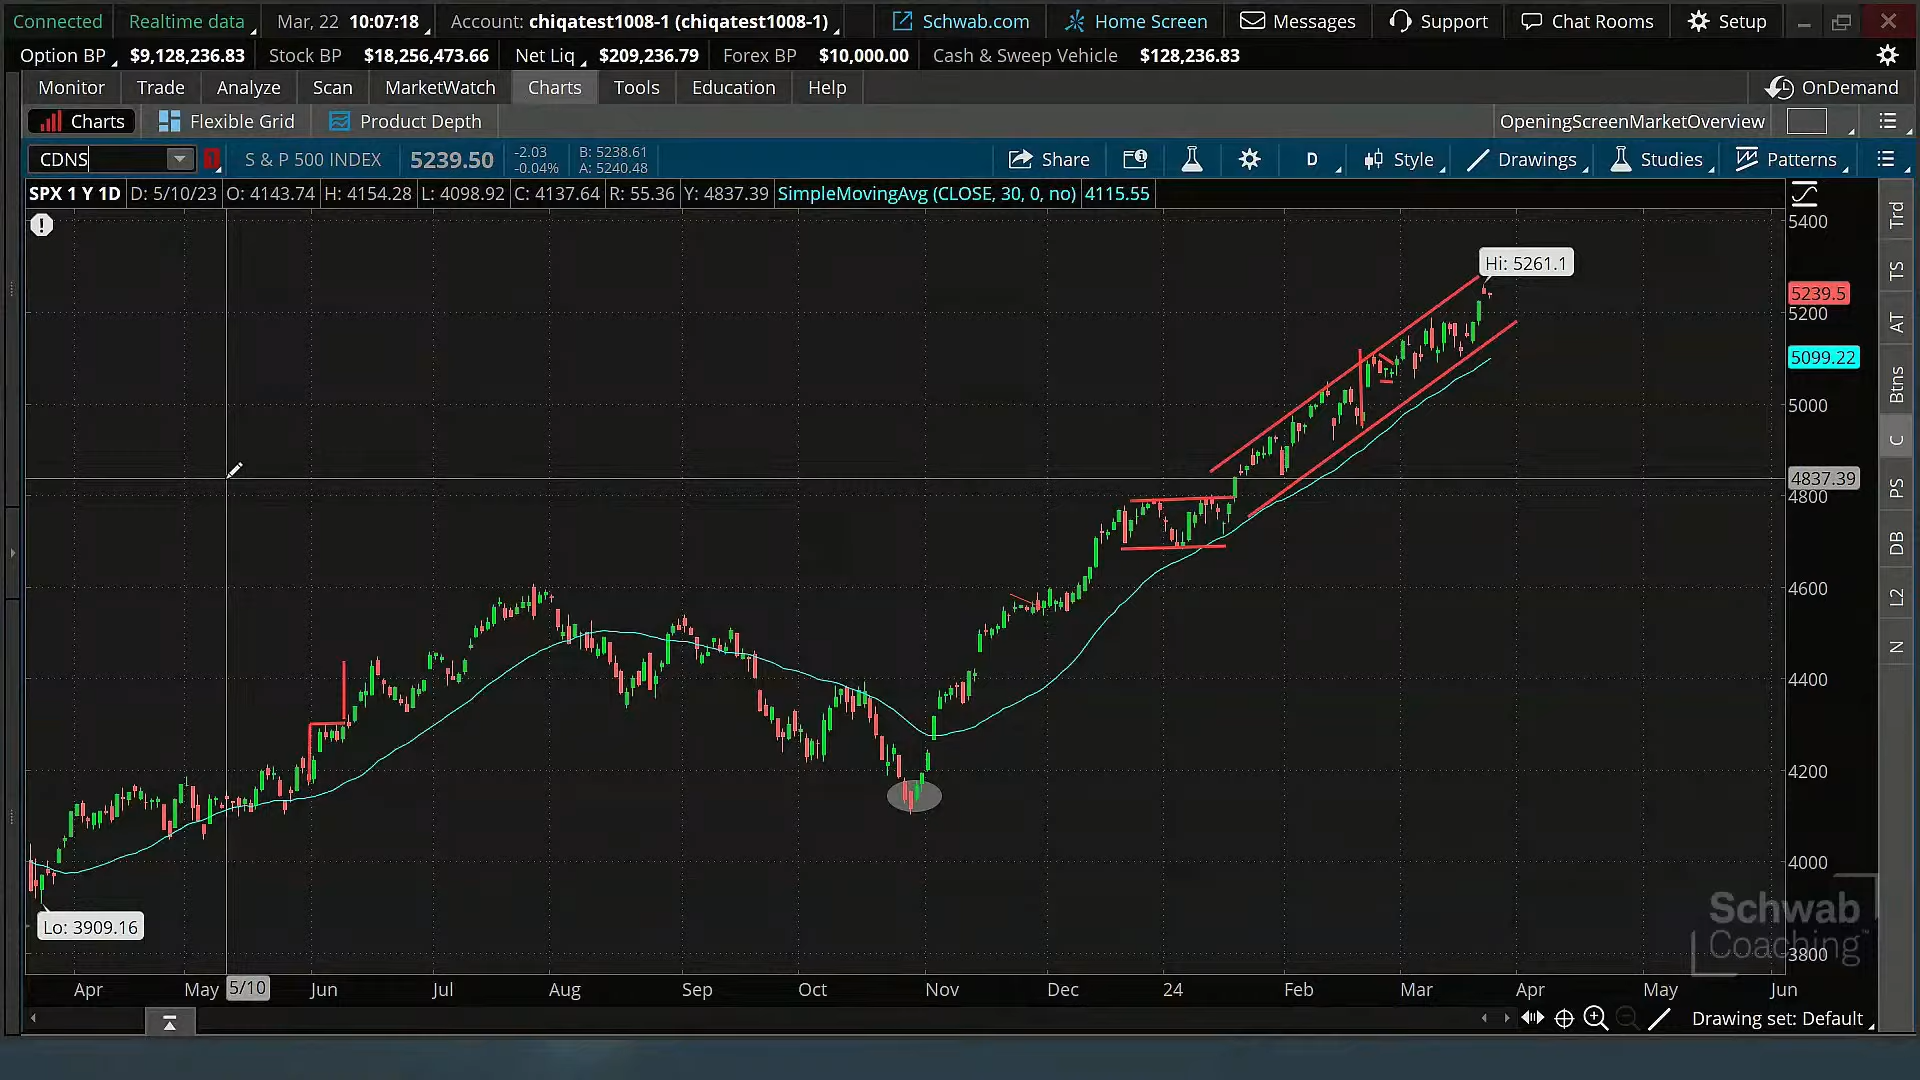 Connected Realtime data Mar, 22 10:07:18 Account: chiqatest1008-1 (chiqatest1008-1) Schwab.com Home Screen Messages Support Chat Rooms Setup
Option BP $9,128,236.83 Stock BP $18,256,473.66 Net Liq $209,236.79 Forex BP $10,000.00 Cash & Sweep Vehicle $128,236.83
Monitor Trade Analyze Scan MarketWatch Charts Tools Education Help OnDemand
Charts Flexible Grid Product Depth OpeningScreenMarketOverview
CDNS 1 S & P 500 INDEX 5239.50 -2.03 -0.04% B: 5238.61 A: 5240.48 Share D Style Drawings Studies Patterns
SPX 1 Y 1D D: 5/10/23 O: 4143.74 H: 4154.28 L: 4098.92 C: 4137.64 R: 55.36 Y: 4837.39 SimpleMovingAvg (CLOSE, 30, 0, no) 4115.55
5400
Hi: 5261.1
5239.5
5200
5099.22
5000
4837.39
4800
4600
4400
4200
4000
3800
Lo: 3909.16
Trd
TS
AT
Btns
C
PS
DB
L2
N
Schwab
Coaching™
Apr May 5/10 Jun Jul Aug Sep Oct Nov Dec 24 Feb Mar Apr May Jun
Drawing set: Default